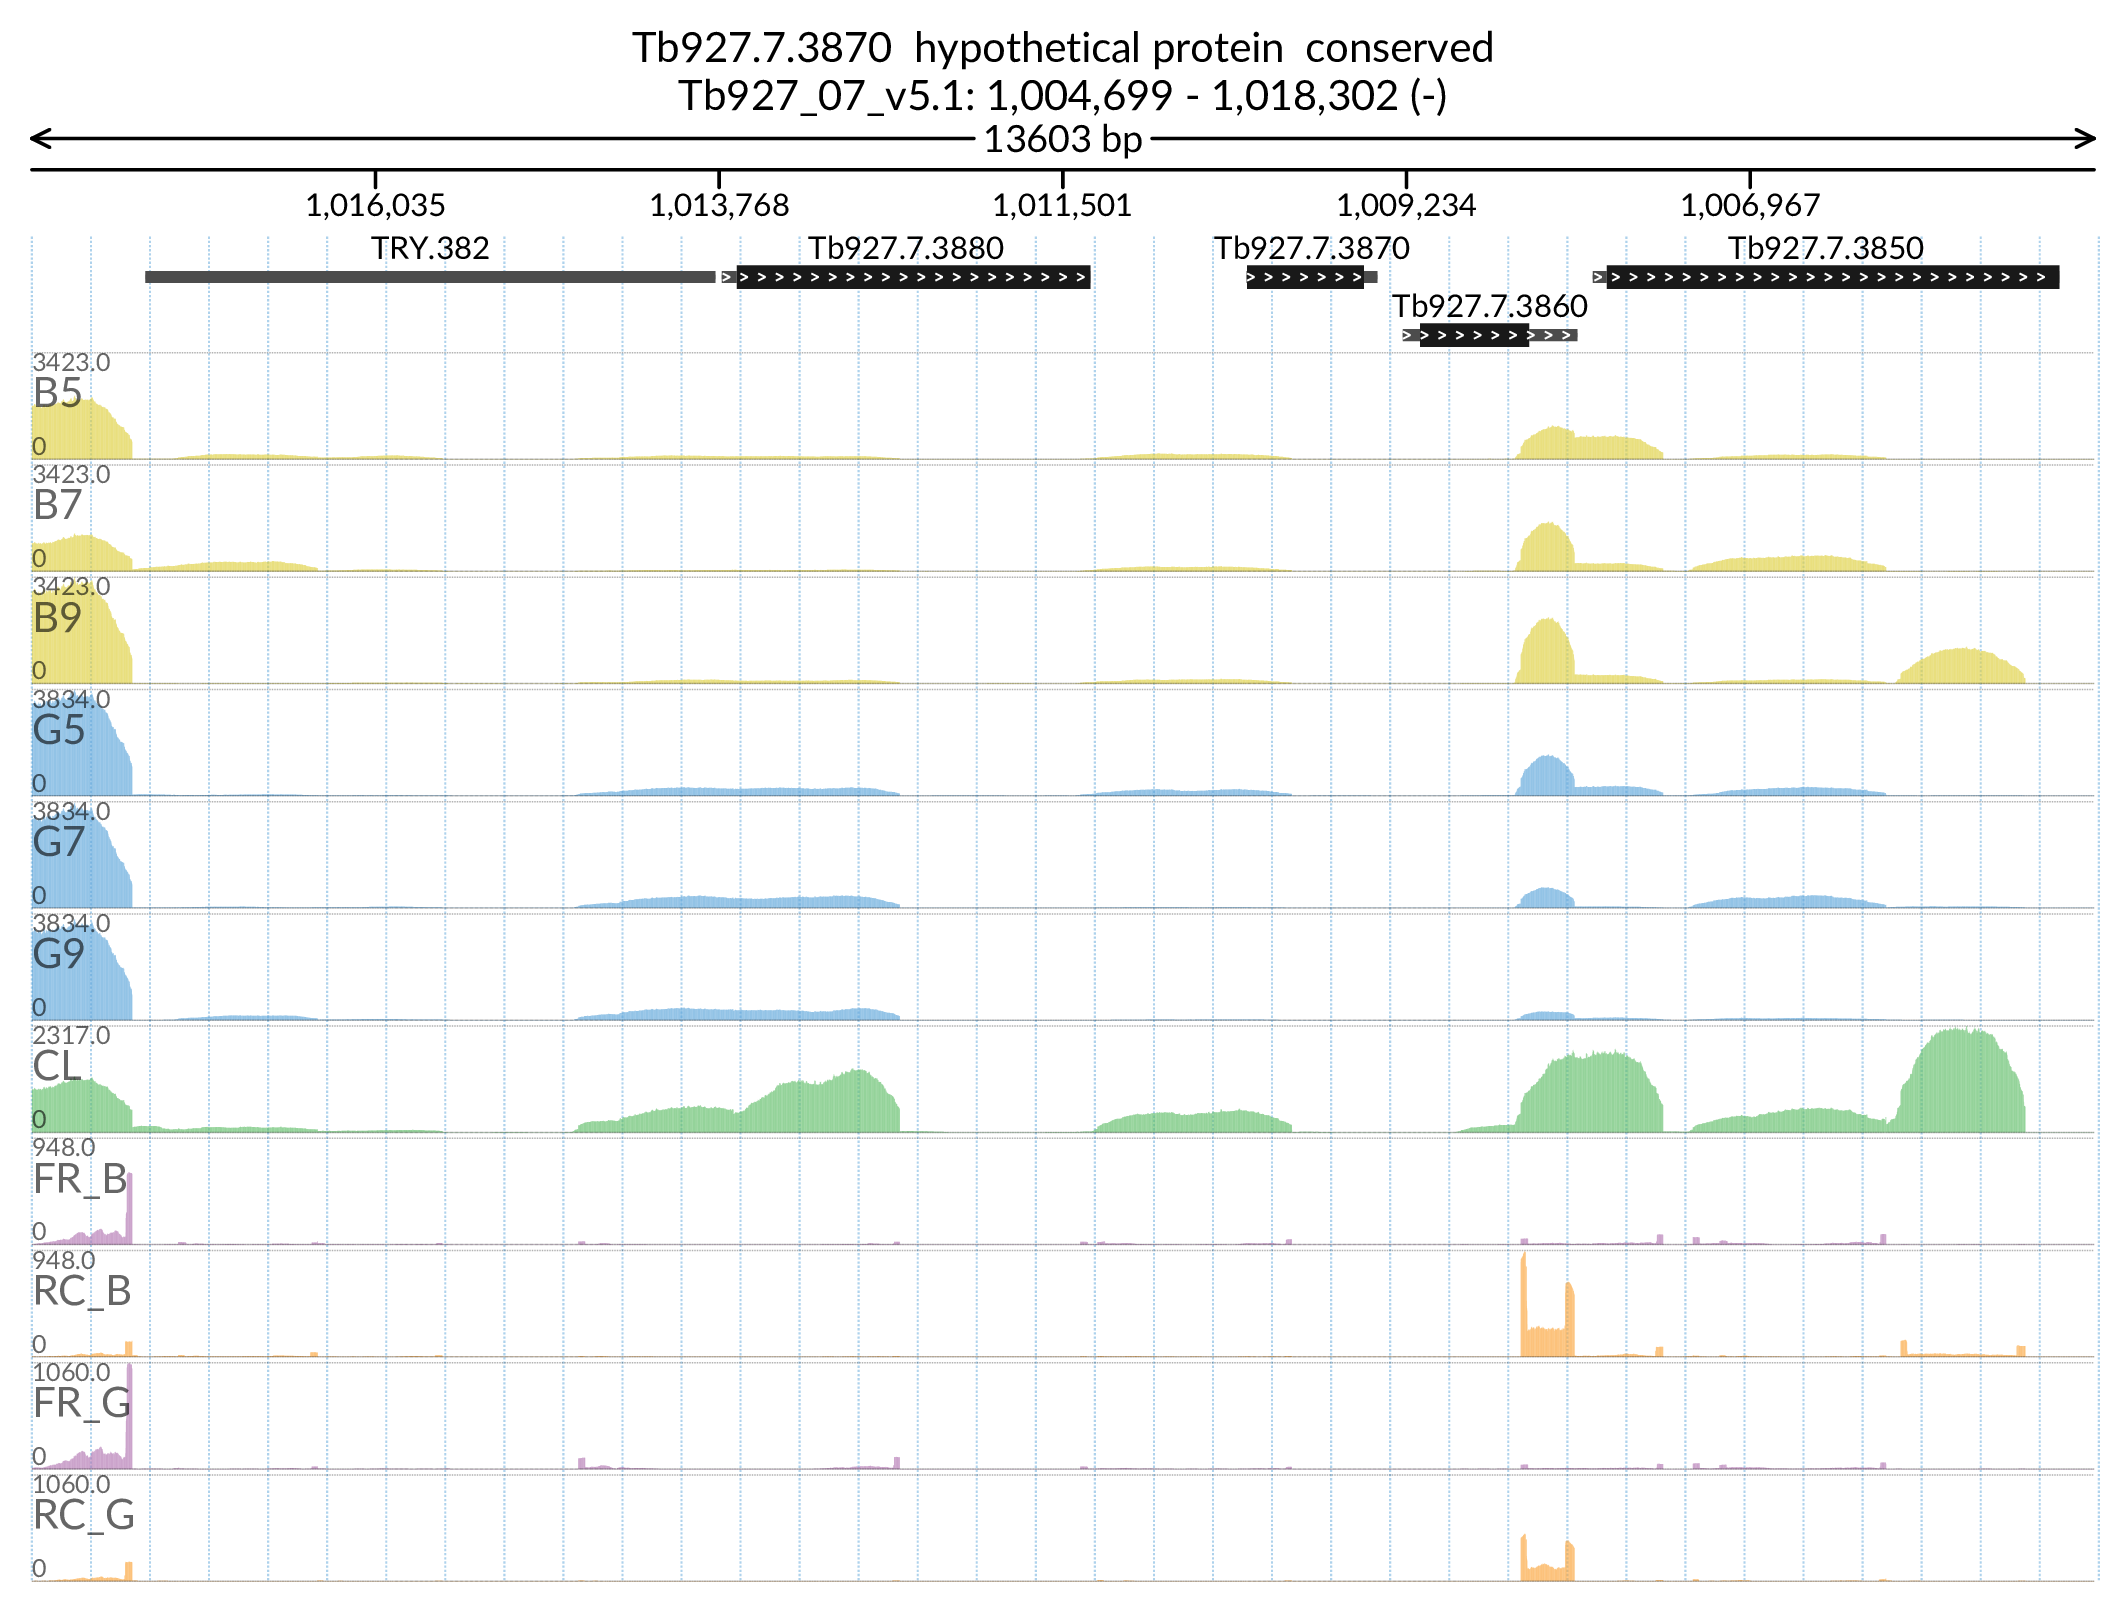 Tb927.7.3870  hypothetical protein  conserved
Tb927_07_v5.1: 1,004,699 - 1,018,302 (-)
13603 bp
1,016,035 1,013,768 1,011,501 1,009,234 1,006,967
TRY.382 Tb927.7.3880 Tb927.7.3870 Tb927.7.3850
Tb927.7.3860
3423.0
B5
0
3423.0
B7
0
3423.0
B9
0
3834.0
G5
0
3834.0
G7
0
3834.0
G9
0
2317.0
CL
0
948.0
FR_B
0
948.0
RC_B
0
1060.0
FR_G
0
1060.0
RC_G
0